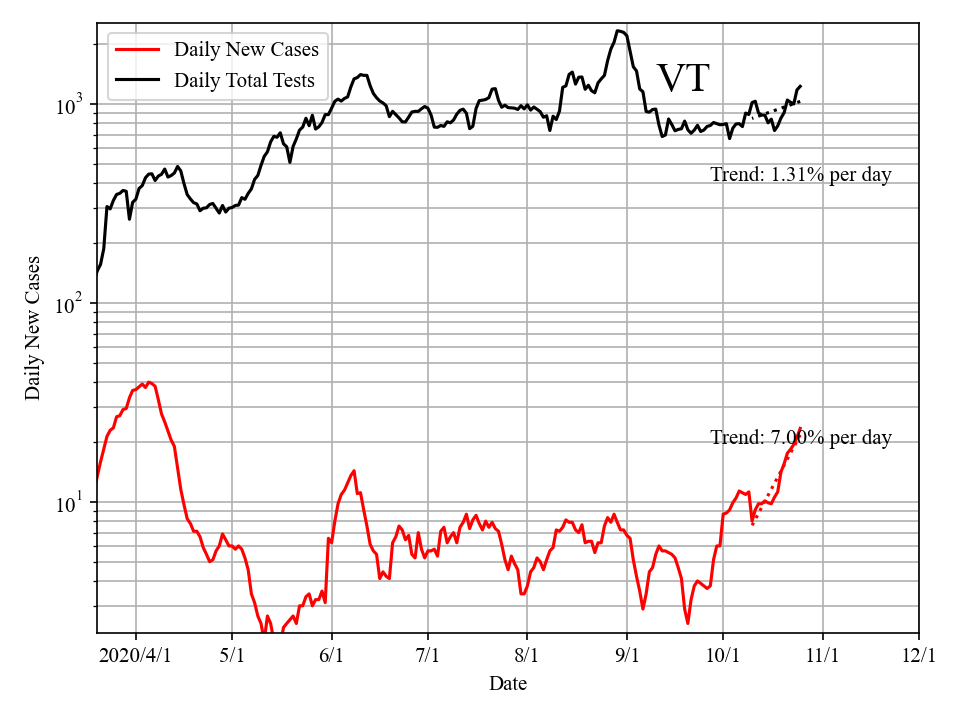 Daily New Cases
Daily Total Tests
VT
10³
Trend: 1.31% per day
10²
Daily New Cases
Trend: 7.00% per day
10¹
2020/4/1 5/1 6/1 7/1 8/1 9/1 10/1 11/1 12/1
Date